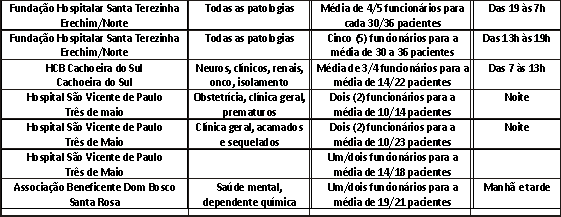 Fundação Hospitalar Santa Terezinha
Erechim/Norte
Todas as patologias
Média de 4/5 funcionários para
cada 30/36 pacientes
Das 19 às 7h
Fundação Hospitalar Santa Terezinha
Erechim/Norte
Todas as patologias
Cinco (5) funcionários para a
média de 30 a 36 pacientes
Das 13h às 19h
HCB Cachoeira do Sul
Cachoeira do Sul
Neuros, clínicos, renais,
onco, isolamento
Média de 3/4 funcionários para a
média de 14/22 pacientes
Das 7 às 13h
Hospital São Vicente de Paulo
Três de maio
Obstetrícia, clínica geral,
prematuros
Dois (2) funcionários para a
média de 10/14 pacientes
Noite
Hospital São Vicente de Paulo
Três de Maio
Clínica geral, acamados
e sequelados
Dois (2) funcionários para a
média de 10/23 pacientes
Noite
Hospital São Vicente de Paulo
Três de Maio
Um/dois funcionários para a
média de 14/18 pacientes
Associação Beneficente Dom Bosco
Santa Rosa
Saúde mental,
dependente química
Um/dois funcionários para a
média de 19/21 pacientes
Manhã e tarde